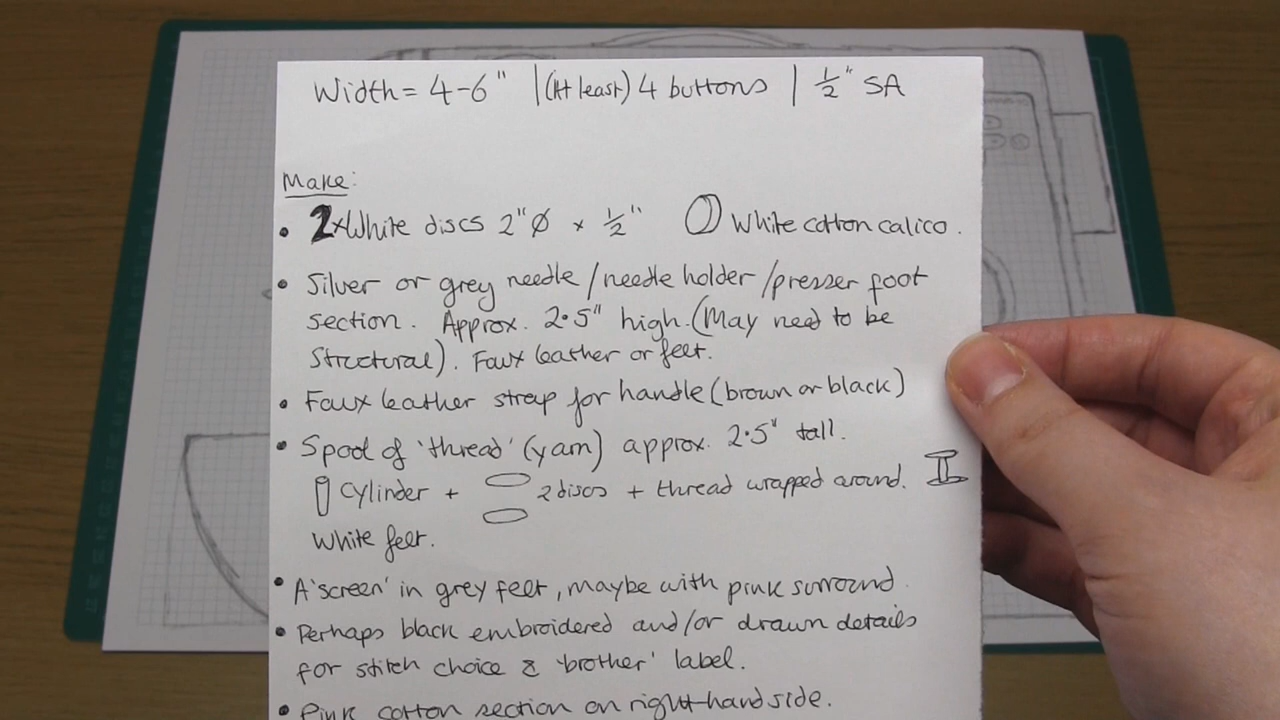 Width = 4-6" | (At least) 4 buttons | ½" SA
Make:
• 2x White discs 2"Ø x ½" White cotton calico.
• Silver or grey needle/needle holder/presser foot
section. Approx. 2.5" high. (May need to be
structural). Faux leather or felt.
• Faux leather strap for handle (brown or black)
• Spool of 'thread' (yarn) approx. 2.5" tall.
Cylinder + 2 discs + thread wrapped around.
White felt.
• A 'screen' in grey felt, maybe with pink surround.
• Perhaps black embroidered and/or drawn details
for stitch choice & 'brother' label.
• Pink cotton section on right-hand side.